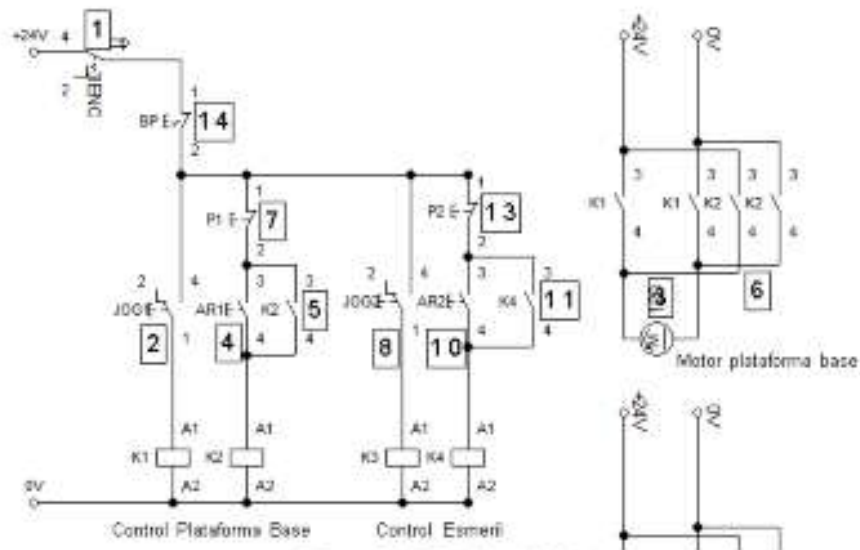 +24V 4 1
2 ENC
1
BP E 14
2
1
P1 E 7
2
1
P2 E 13
2
2 4 3 3
JOG1E AR1E K2 5
2 1 4 4 4
2 4 3 3
JOG2E AR2E K4 11
8 1 10 4 4
A1 A1 A1 A1
K1 K2 K3 K4
A2 A2 A2 A2
0V
Control Plataforma Base
Control Esmeril
+24V 0V
3 3 3 3
K1 K1 K2 K2
4 4 4 4
6
Motor plataforma base
+24V 0V